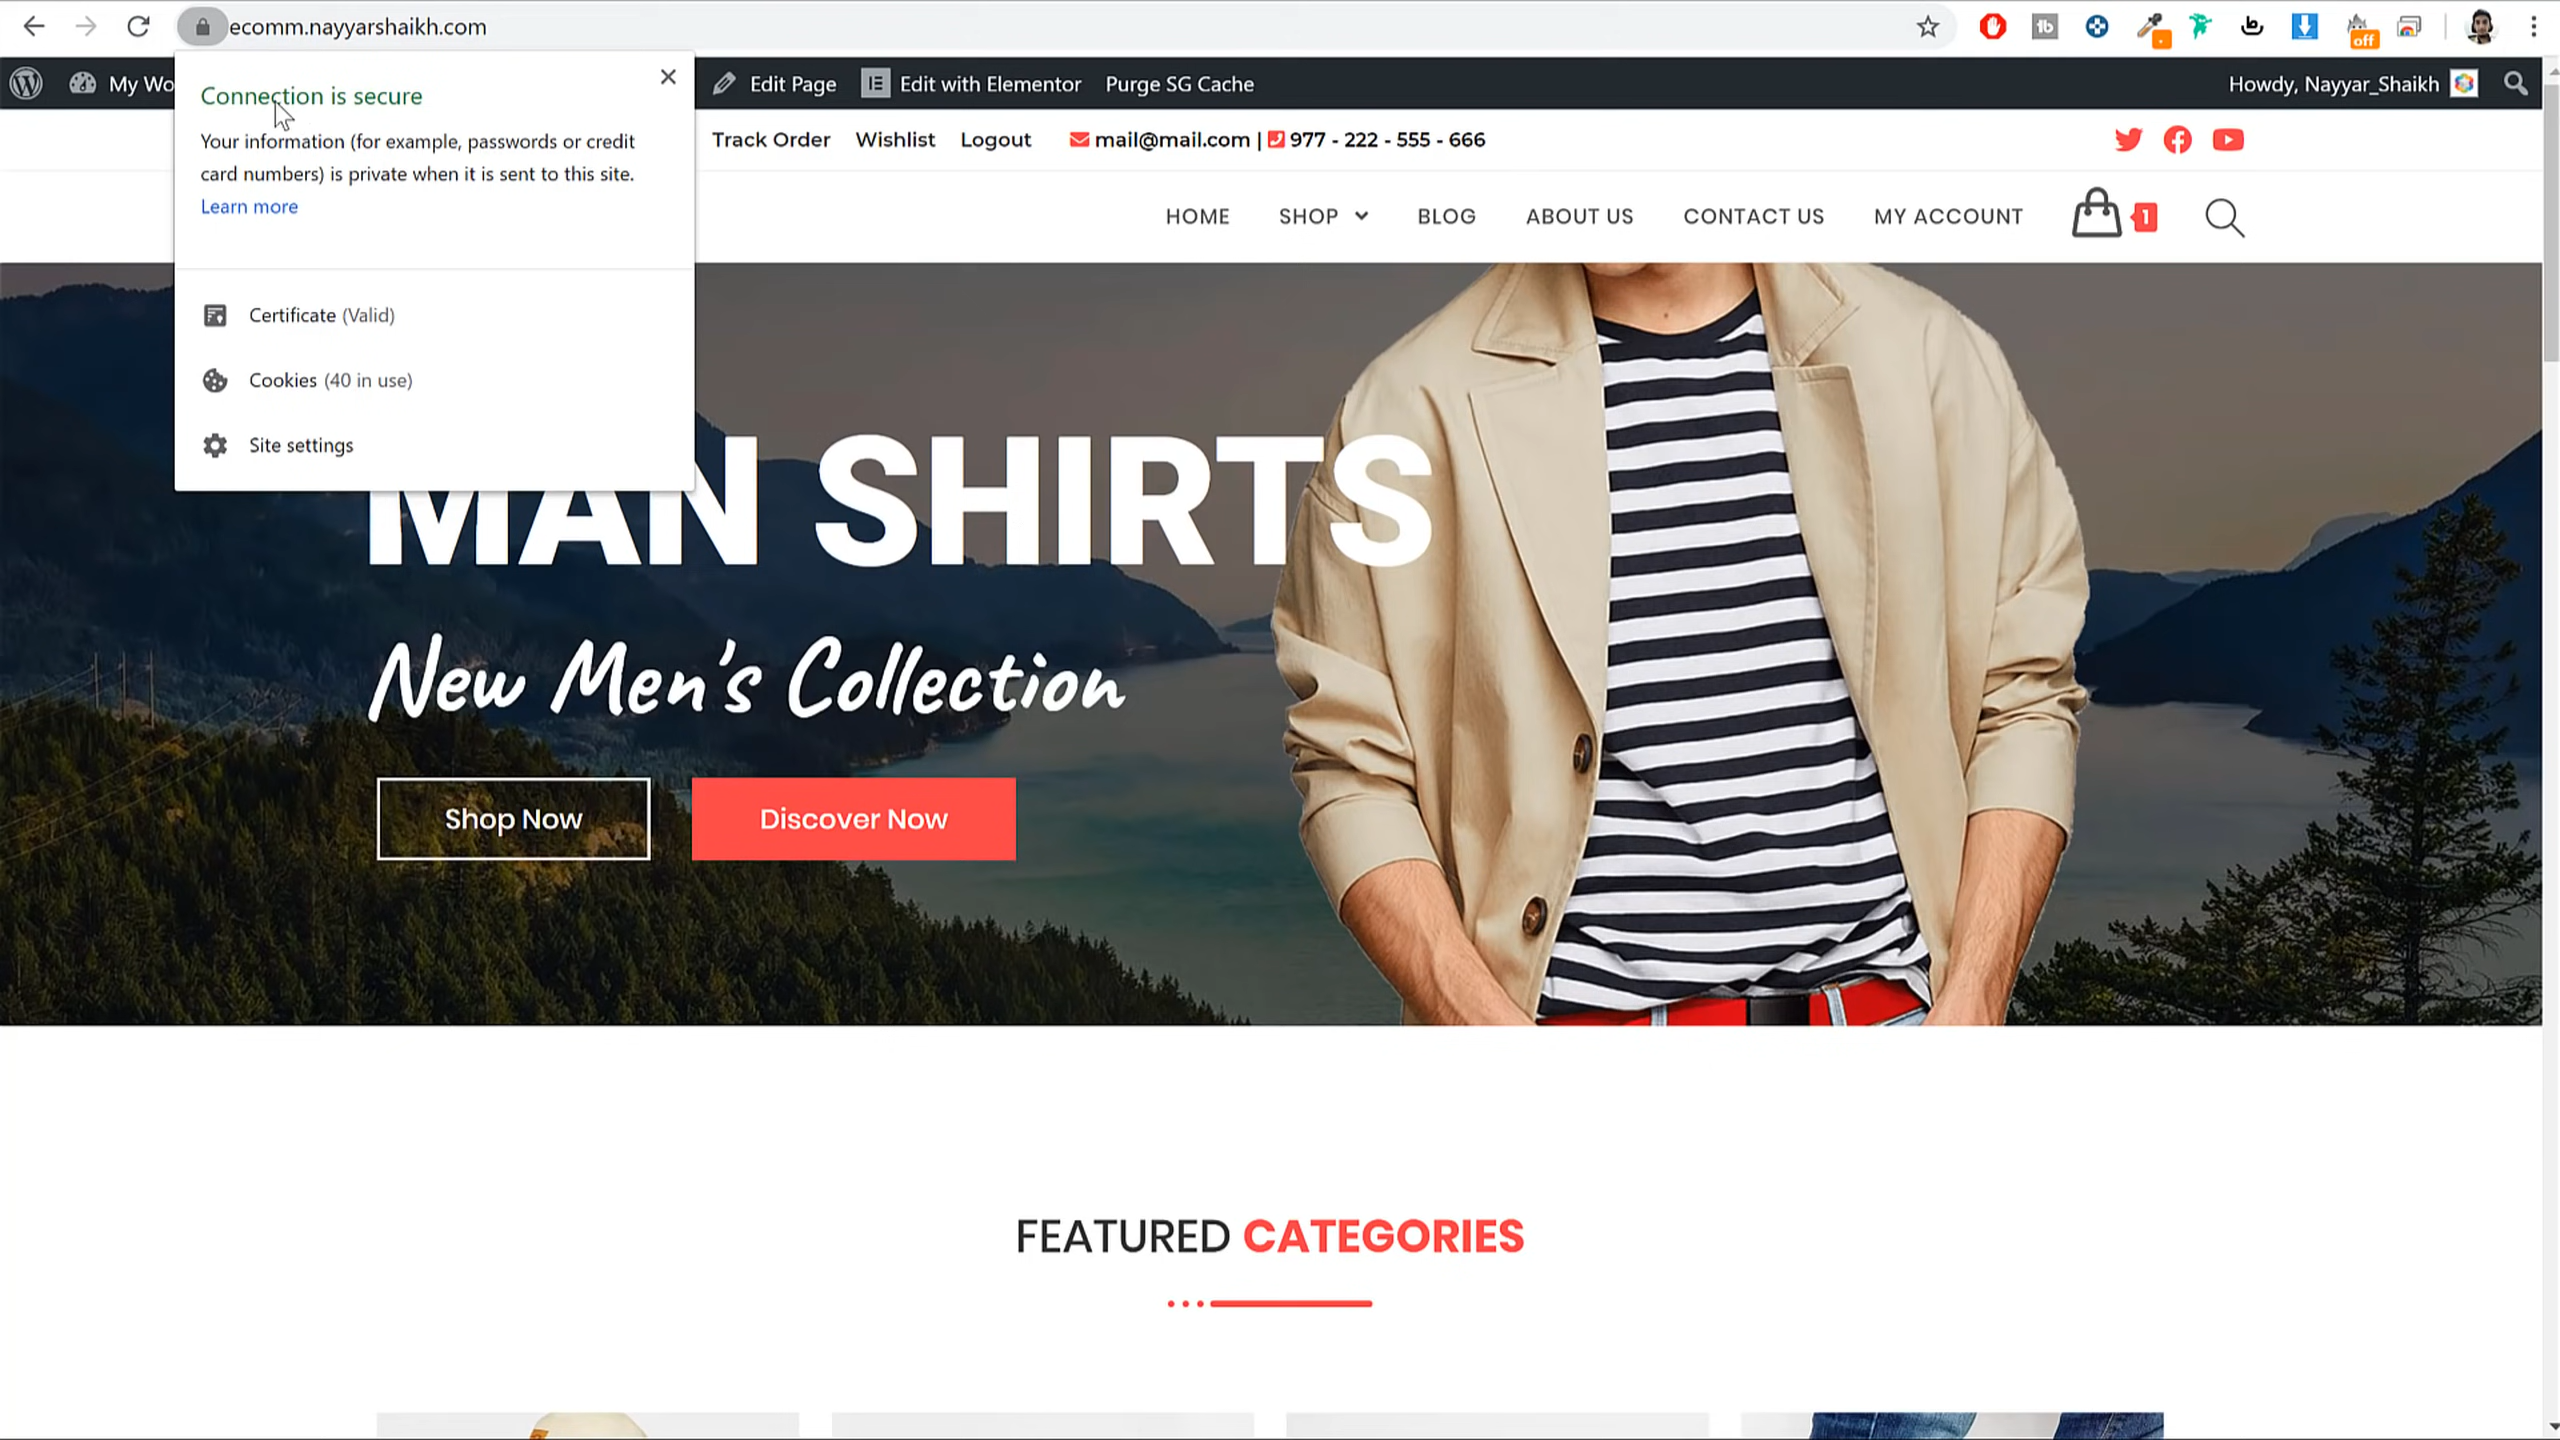 ecomm.nayyarshaikh.com
off
My Wo
Edit Page
Edit with Elementor
Purge SG Cache
Howdy, Nayyar_Shaikh
Connection is secure
Your information (for example, passwords or credit
card numbers) is private when it is sent to this site.
Learn more
Certificate (Valid)
Cookies (40 in use)
Site settings
Track Order
Wishlist
Logout
mail@mail.com | 977 - 222 - 555 - 666
HOME
SHOP
BLOG
ABOUT US
CONTACT US
MY ACCOUNT
1
MAN SHIRTS
New Men's Collection
Shop Now
Discover Now
FEATURED CATEGORIES